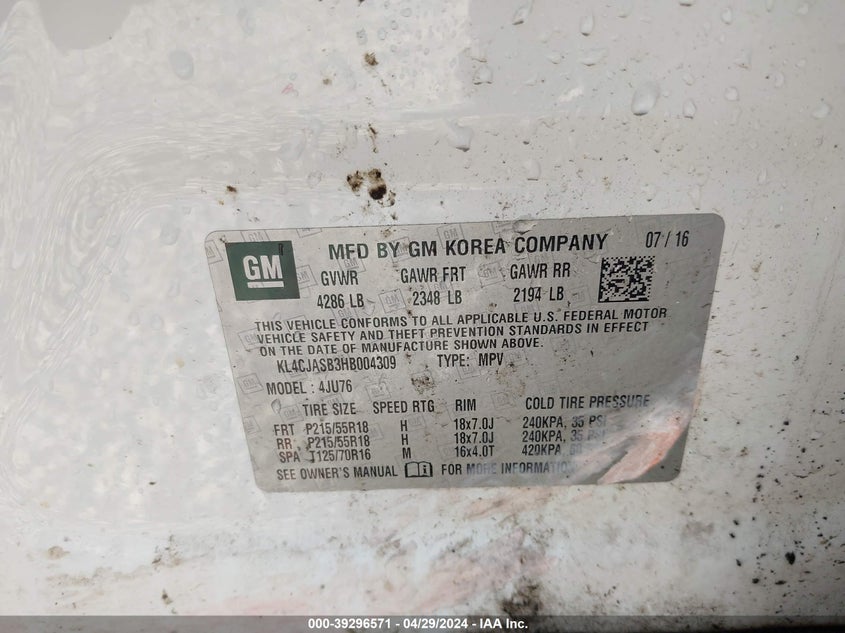 GM
MFD BY GM KOREA COMPANY 07 / 16
GVWR GAWR FRT GAWR RR
4286 LB 2348 LB 2194 LB
THIS VEHICLE CONFORMS TO ALL APPLICABLE U.S. FEDERAL MOTOR
VEHICLE SAFETY AND THEFT PREVENTION STANDARDS IN EFFECT
ON THE DATE OF MANUFACTURE SHOWN ABOVE.
KL4CJASB3HB004309 TYPE: MPV
MODEL: 4JU76
TIRE SIZE SPEED RTG RIM COLD TIRE PRESSURE
FRT P215/55R18 H 18x7.0J 240KPA, 35 PSI
RR P215/55R18 H 18x7.0J 240KPA, 35
SPA T125/70R16 M 16x4.0T 420KPA,
SEE OWNER'S MANUAL FOR MORE INFORMATION
000-39296571 / 04/29/2024 — IAA Inc.